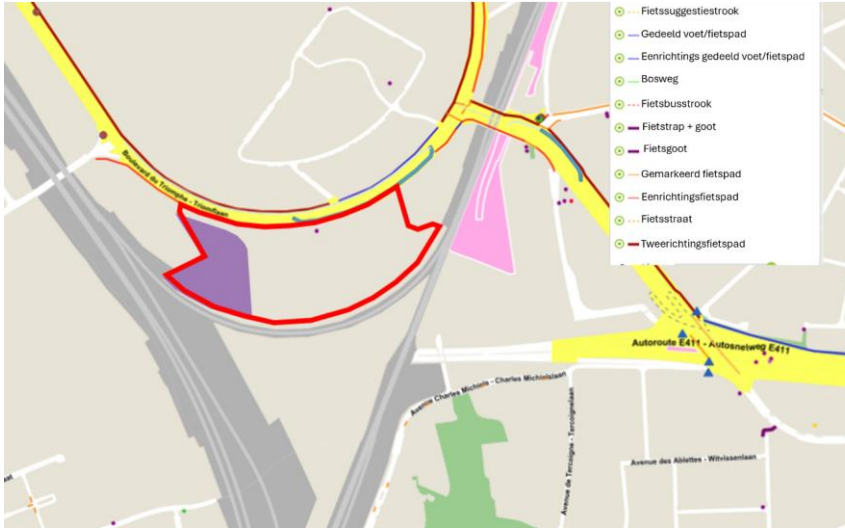 Fietssuggestiestrook
Gedeeld voet/fietspad
Eenrichtings gedeeld voet/fietspad
Bosweg
Fietsbusstrook
Fietstrap + goot
Fietsgoot
Gemarkeerd fietspad
Eenrichtingsfietspad
Fietsstraat
Tweerichtingsfietspad
Boulevard du Triomphe - Triomflaan
Autoroute E411 - Autosnelweg E411
Avenue Charles Michiels - Charles Michielslaan
Avenue de Tercoigne - Tercoignelaan
Avenue des Ablettes - Witvissenlaan